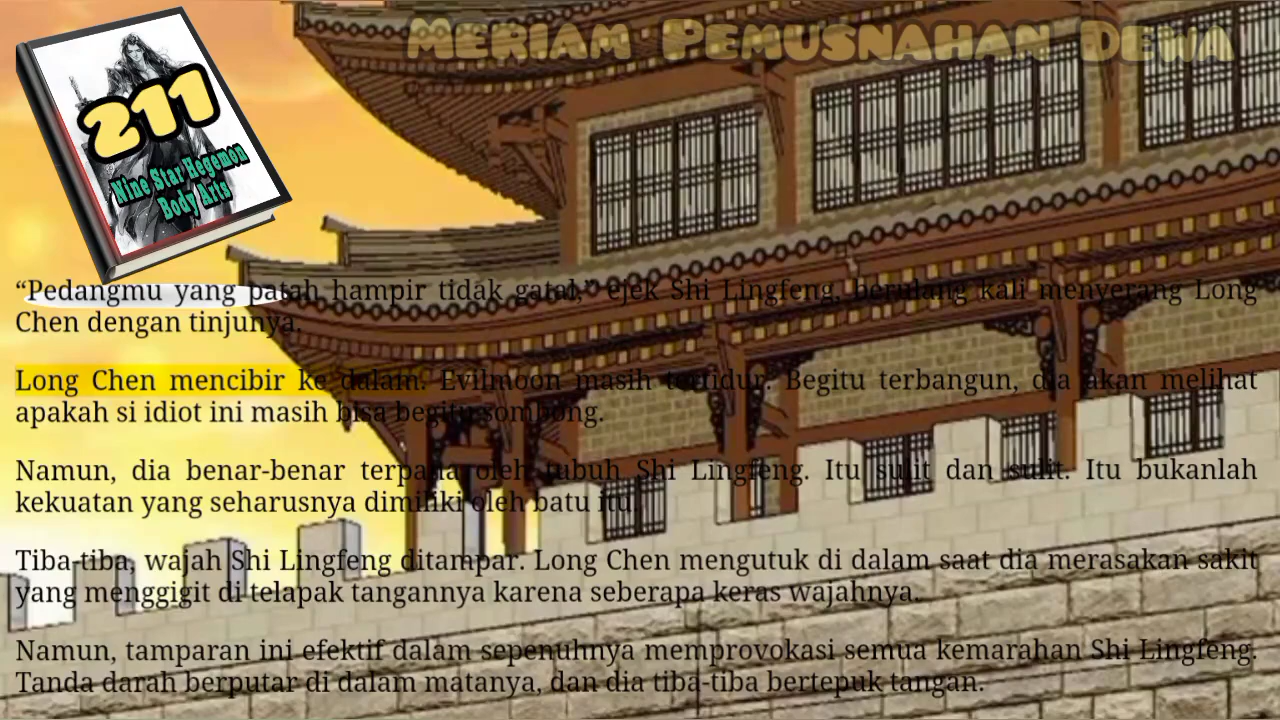 Meriam Pemusnahan Dewa
211
Nine Star Hegemon
Body Arts
“Pedangmu yang patah hampir tidak gatal,” ejek Shi Lingfeng, berulang kali menyerang Long
Chen dengan tinjunya.
Long Chen mencibir ke dalam. Evilmoon masih tertidur. Begitu terbangun, dia akan melihat
apakah si idiot ini masih bisa begitu sombong.
Namun, dia benar-benar terpana oleh tubuh Shi Lingfeng. Itu sulit dan sulit. Itu bukanlah
kekuatan yang seharusnya dimiliki oleh batu itu.
Tiba-tiba, wajah Shi Lingfeng ditampar. Long Chen mengutuk di dalam saat dia merasakan sakit
yang menggigit di telapak tangannya karena seberapa keras wajahnya.
Namun, tamparan ini efektif dalam sepenuhnya memprovokasi semua kemarahan Shi Lingfeng.
Tanda darah berputar di dalam matanya, dan dia tiba-tiba bertepuk tangan.